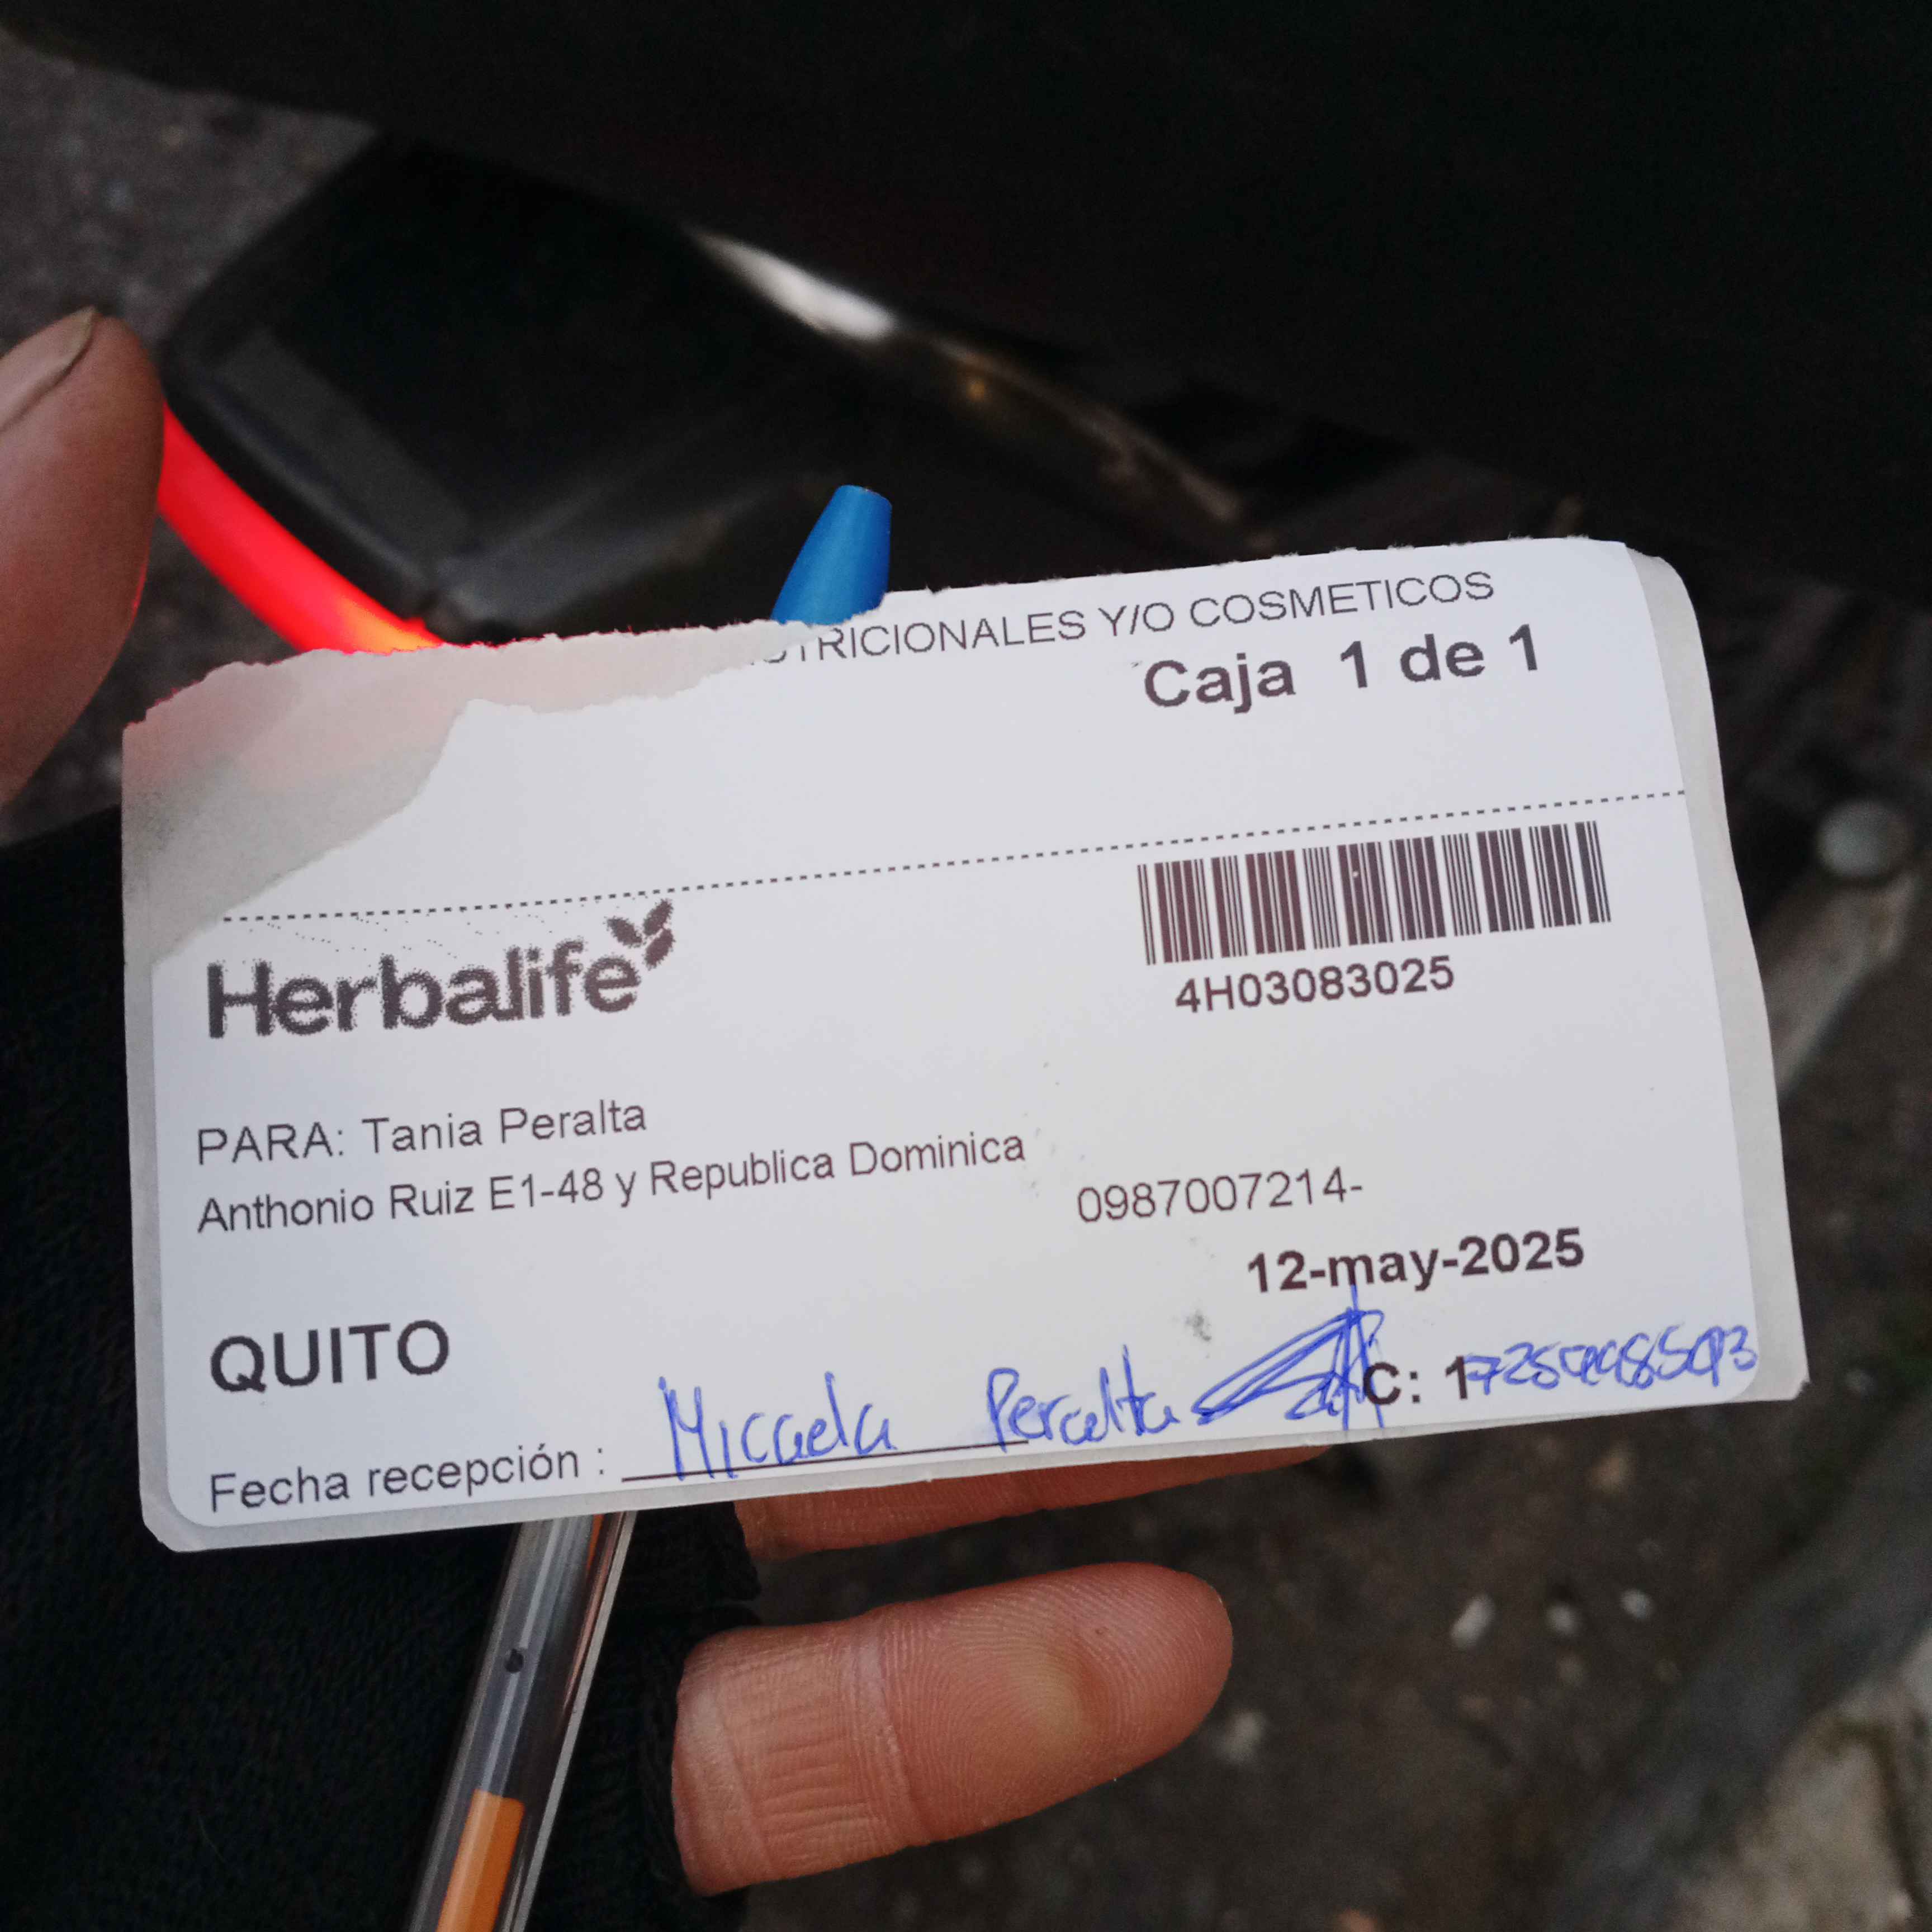 TRICIONALES Y/O COSMETICOS
Caja 1 de 1
Herbalife
4H03083025
PARA: Tania Peralta
Anthonio Ruiz E1-48 y Republica Dominica
0987007214-
12-may-2025
QUITO
C: 1
Fecha recepción : Micaela Peralta